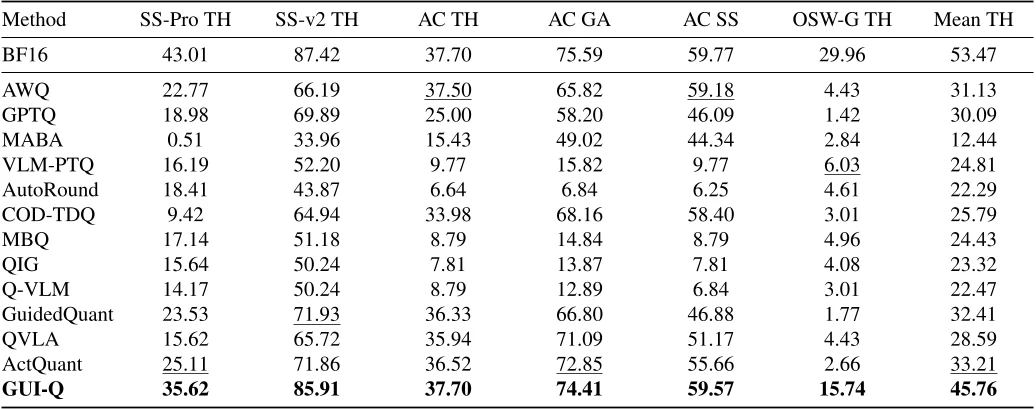 Method SS-Pro TH SS-v2 TH AC TH AC GA AC SS OSW-G TH Mean TH
BF16 43.01 87.42 37.70 75.59 59.77 29.96 53.47
AWQ 22.77 66.19 37.50 65.82 59.18 4.43 31.13
GPTQ 18.98 69.89 25.00 58.20 46.09 1.42 30.09
MABA 0.51 33.96 15.43 49.02 44.34 2.84 12.44
VLM-PTQ 16.19 52.20 9.77 15.82 9.77 6.03 24.81
AutoRound 18.41 43.87 6.64 6.84 6.25 4.61 22.29
COD-TDQ 9.42 64.94 33.98 68.16 58.40 3.01 25.79
MBQ 17.14 51.18 8.79 14.84 8.79 4.96 24.43
QIG 15.64 50.24 7.81 13.87 7.81 4.08 23.32
Q-VLM 14.17 50.24 8.79 12.89 6.84 3.01 22.47
GuidedQuant 23.53 71.93 36.33 66.80 46.88 1.77 32.41
QVLA 15.62 65.72 35.94 71.09 51.17 4.43 28.59
ActQuant 25.11 71.86 36.52 72.85 55.66 2.66 33.21
GUI-Q 35.62 85.91 37.70 74.41 59.57 15.74 45.76